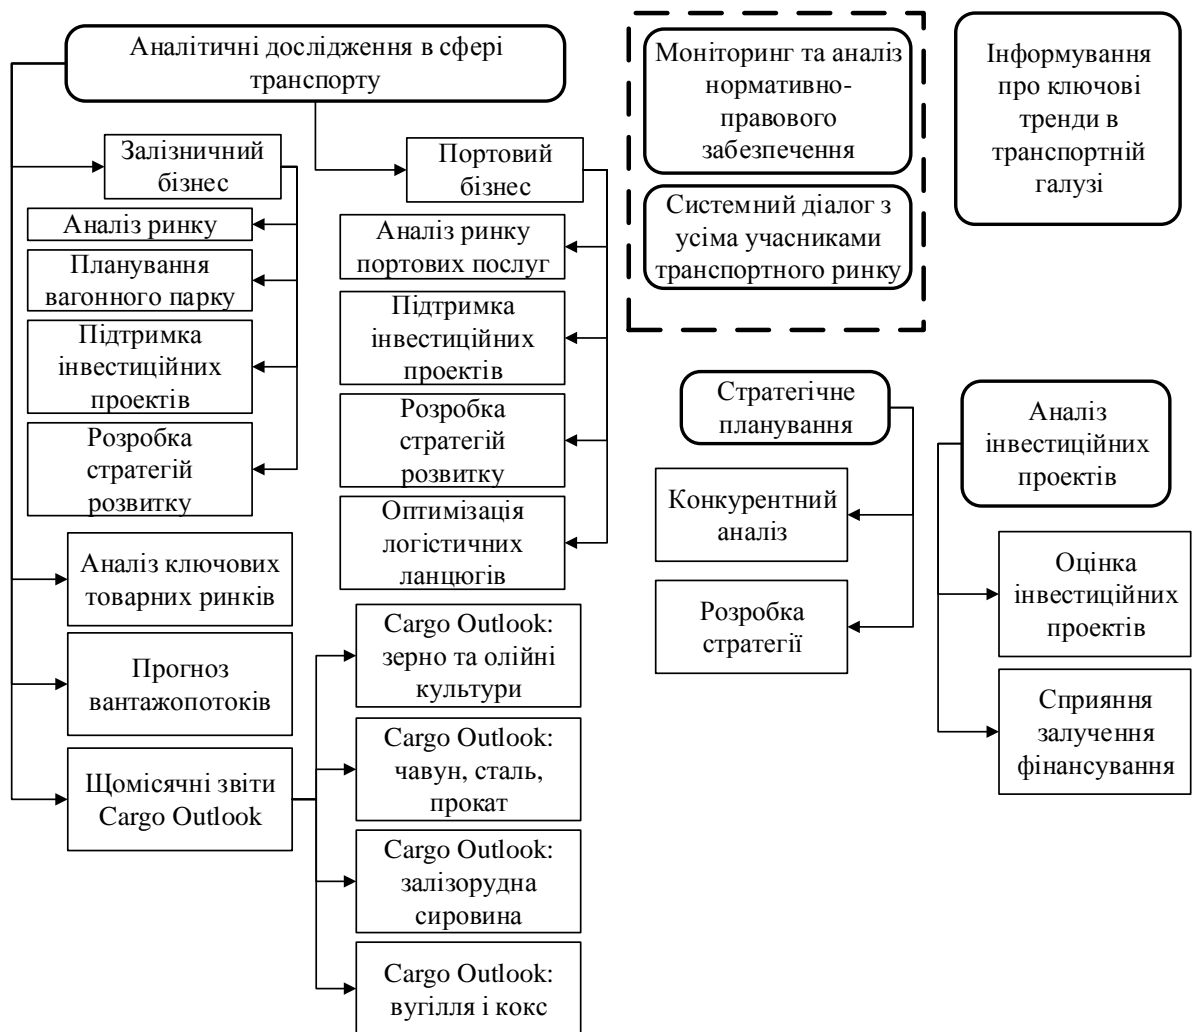 Аналітичні дослідження в сфері
транспорту
Залізничний
бізнес
Аналіз ринку
Планування
вагонного парку
Підтримка
інвестиційних
проектів
Розробка
стратегій
розвитку
Портовий
бізнес
Аналіз ринку
портових послуг
Підтримка
інвестиційних
проектів
Розробка
стратегій
розвитку
Оптимізація
логістичних
ланцюгів
Аналіз ключових
товарних ринків
Прогноз
вантажопотоків
Щомісячні звіти
Cargo Outlook
Cargo Outlook:
зерно та олійні
культури
Cargo Outlook:
чавун, сталь,
прокат
Cargo Outlook:
залізорудна
сировина
Cargo Outlook:
вугілля і кокс
Моніторинг та аналіз
нормативно-
правового
забезпечення
Системний діалог з
усіма учасниками
транспортного ринку
Інформування
про ключові
тренди в
транспортній
галузі
Стратегічне
планування
Конкурентний
аналіз
Розробка
стратегії
Аналіз
інвестиційних
проектів
Оцінка
інвестиційних
проектів
Сприяння
залучення
фінансування